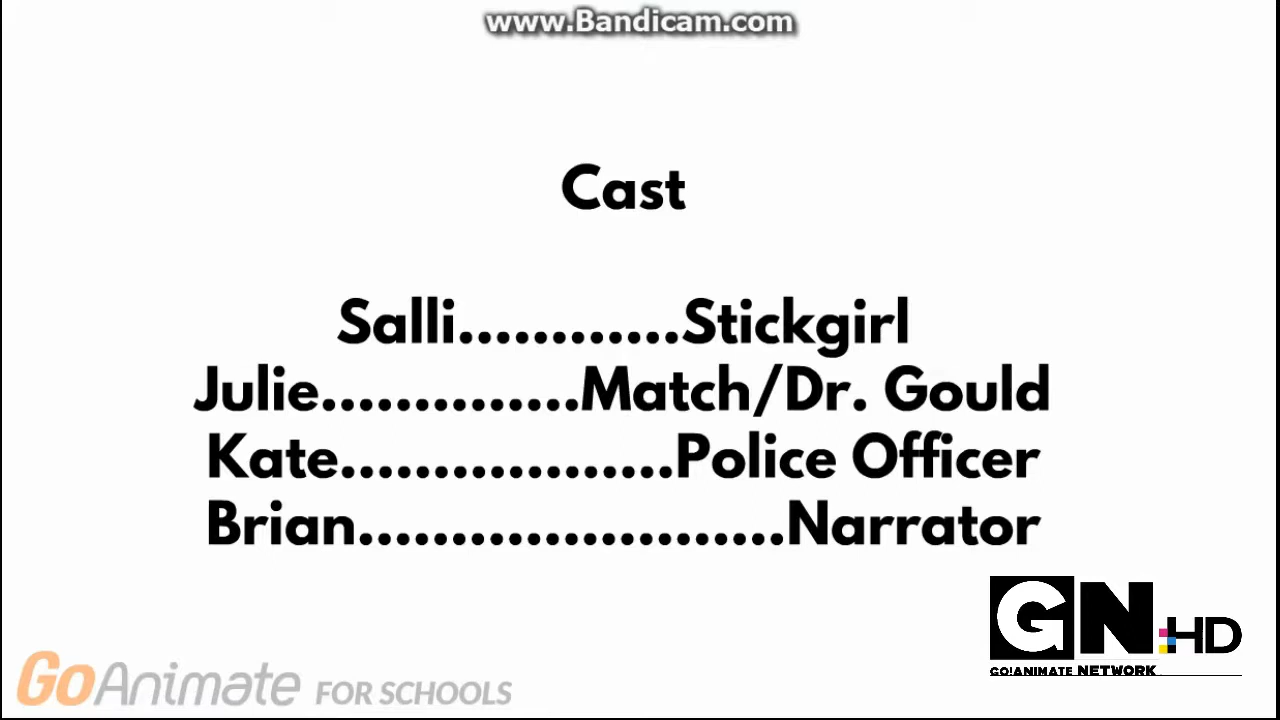 www.Bandicam.com
Cast
Salli............Stickgirl
Julie..............Match/Dr. Gould
Kate..................Police Officer
Brian.......................Narrator
GN:HD
GO!ANIMATE NETWORK
GoAnimate FOR SCHOOLS